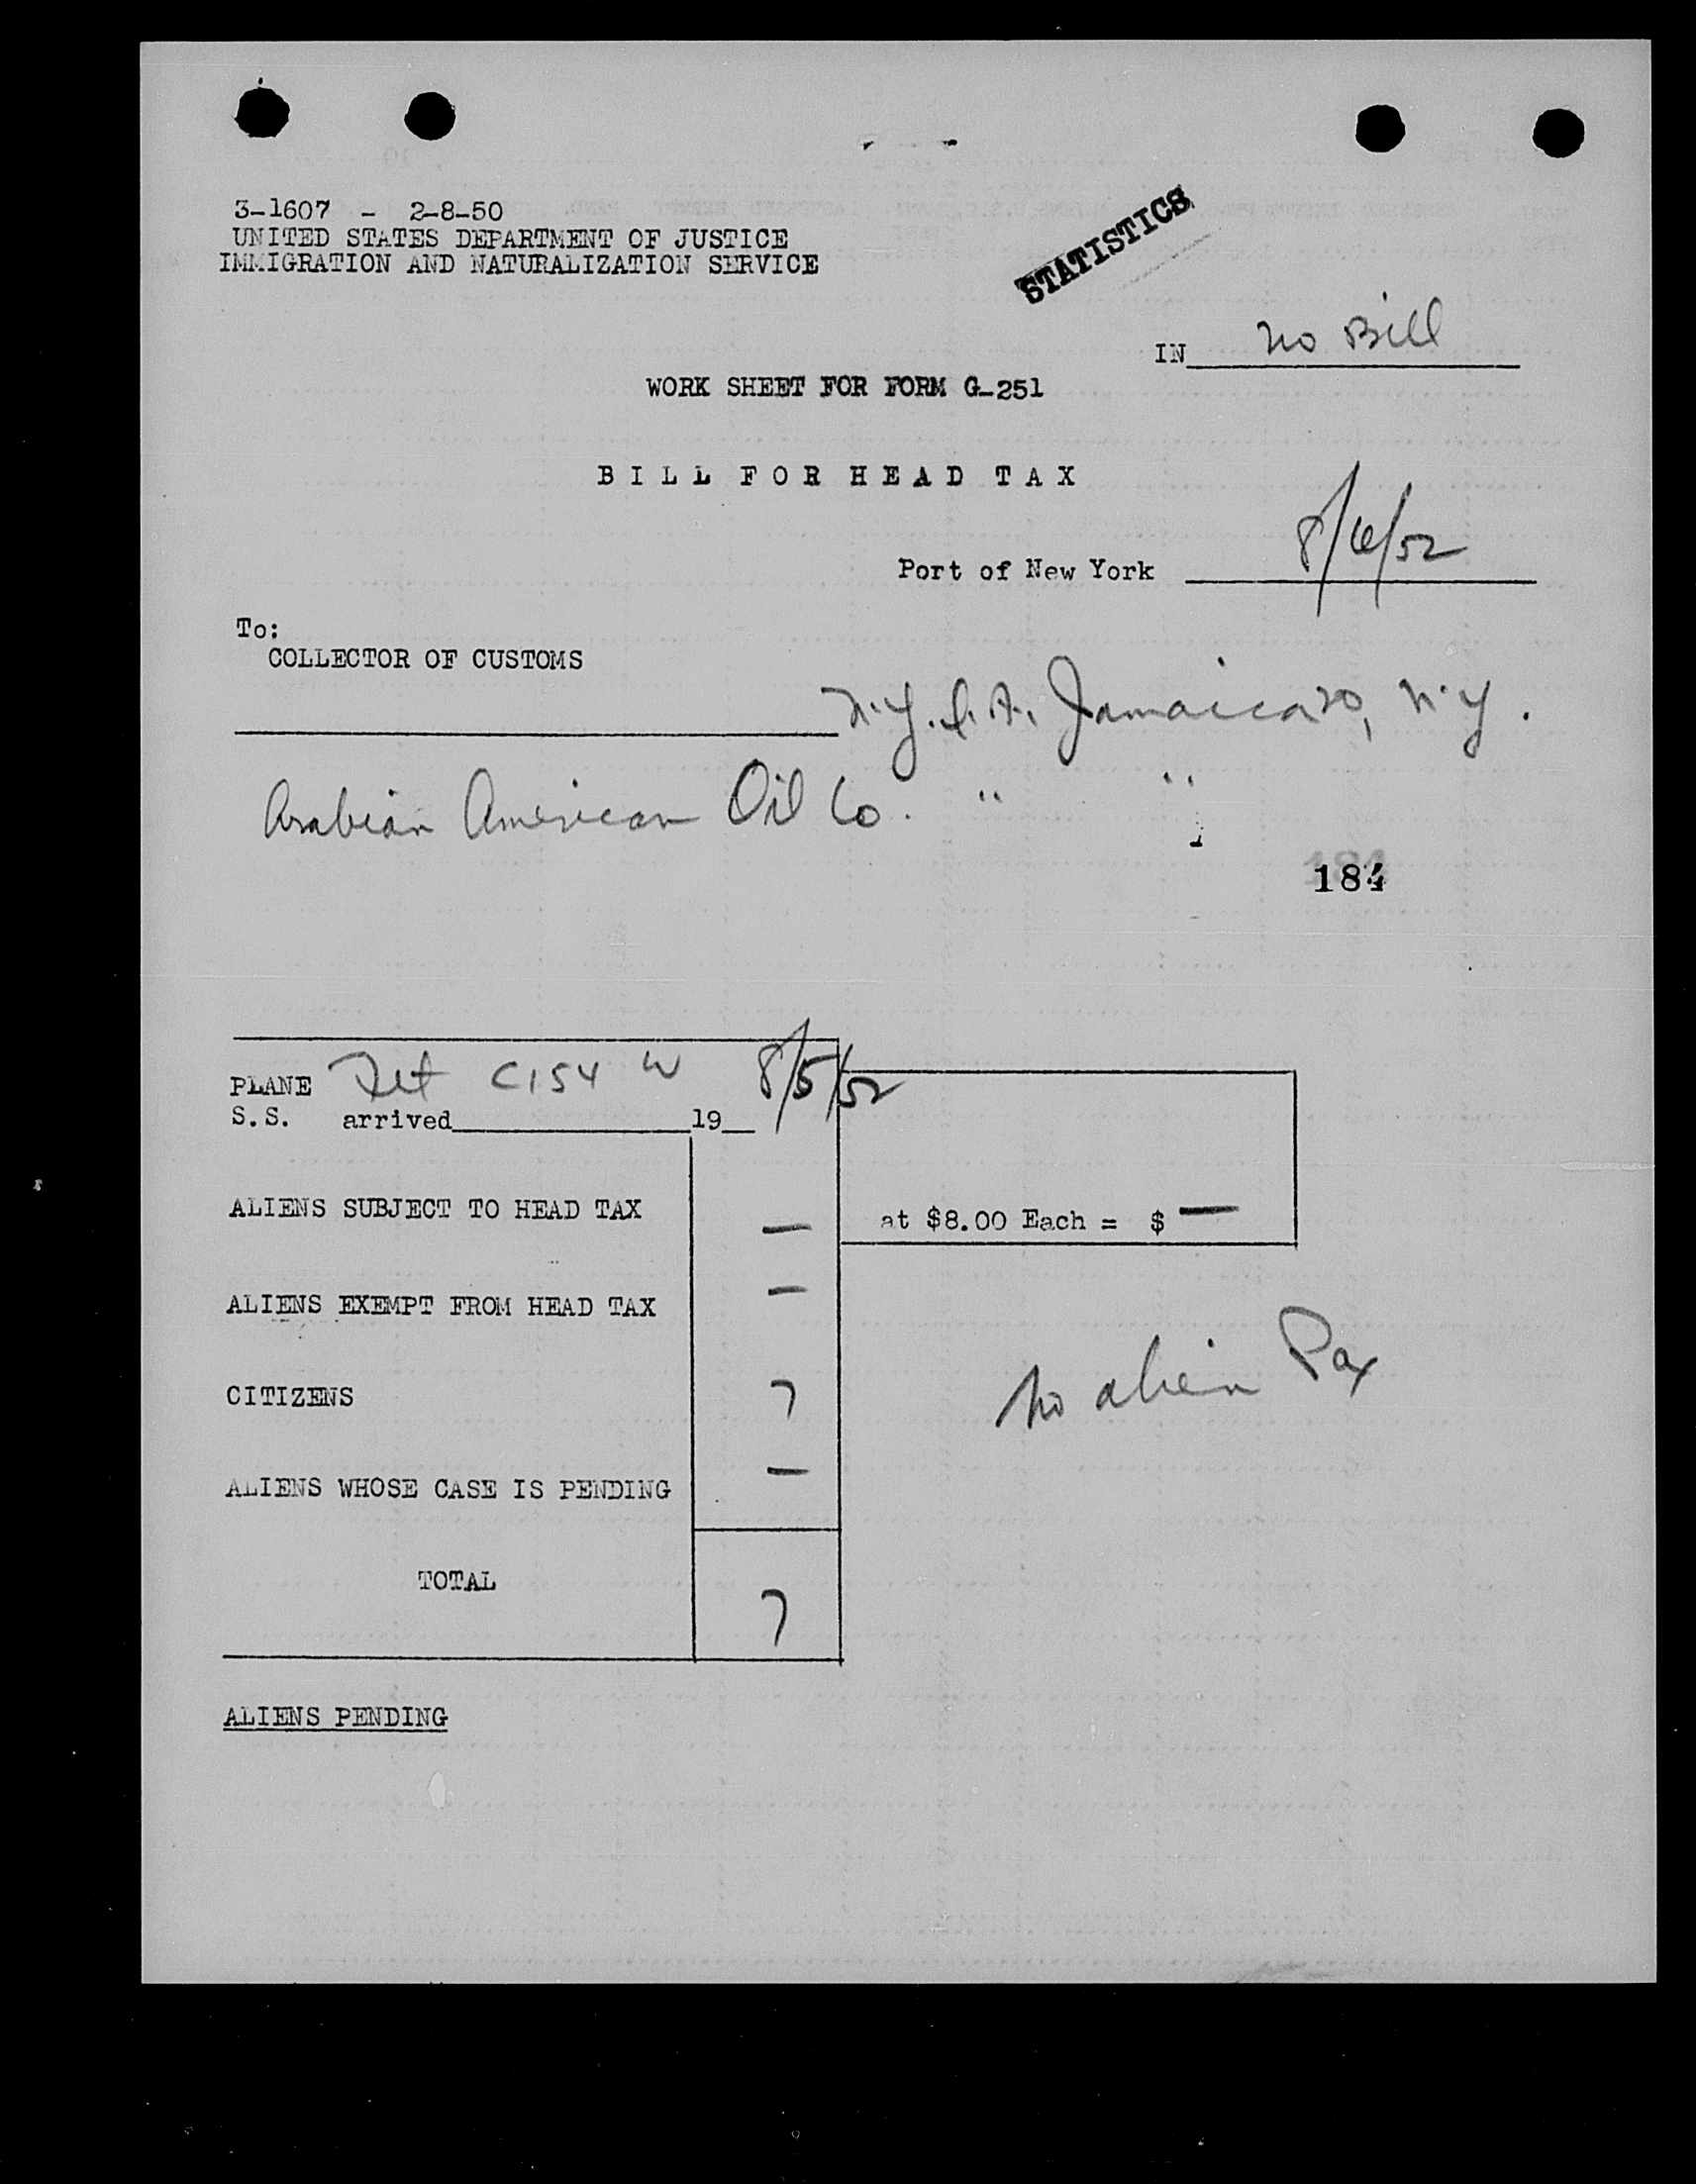 3-1607 - 2-8-50
UNITED STATES DEPARTMENT OF JUSTICE
IMMIGRATION AND NATURALIZATION SERVICE
STATISTICS
IN no Bill
WORK SHEET FOR FORM G-251
BILL FOR HEAD TAX
Port of New York 8/6/52
To:
COLLECTOR OF CUSTOMS
N.Y.I.A. Jamaica 30, N.Y.
Arabian American Oil Co. " "
184
PLANE C154 W 8/5/52
S.S. arrived 19
ALIENS SUBJECT TO HEAD TAX —
at $8.00 Each = $ —
ALIENS EXEMPT FROM HEAD TAX —
no alien Pax
CITIZENS 7
ALIENS WHOSE CASE IS PENDING —
TOTAL 7
ALIENS PENDING